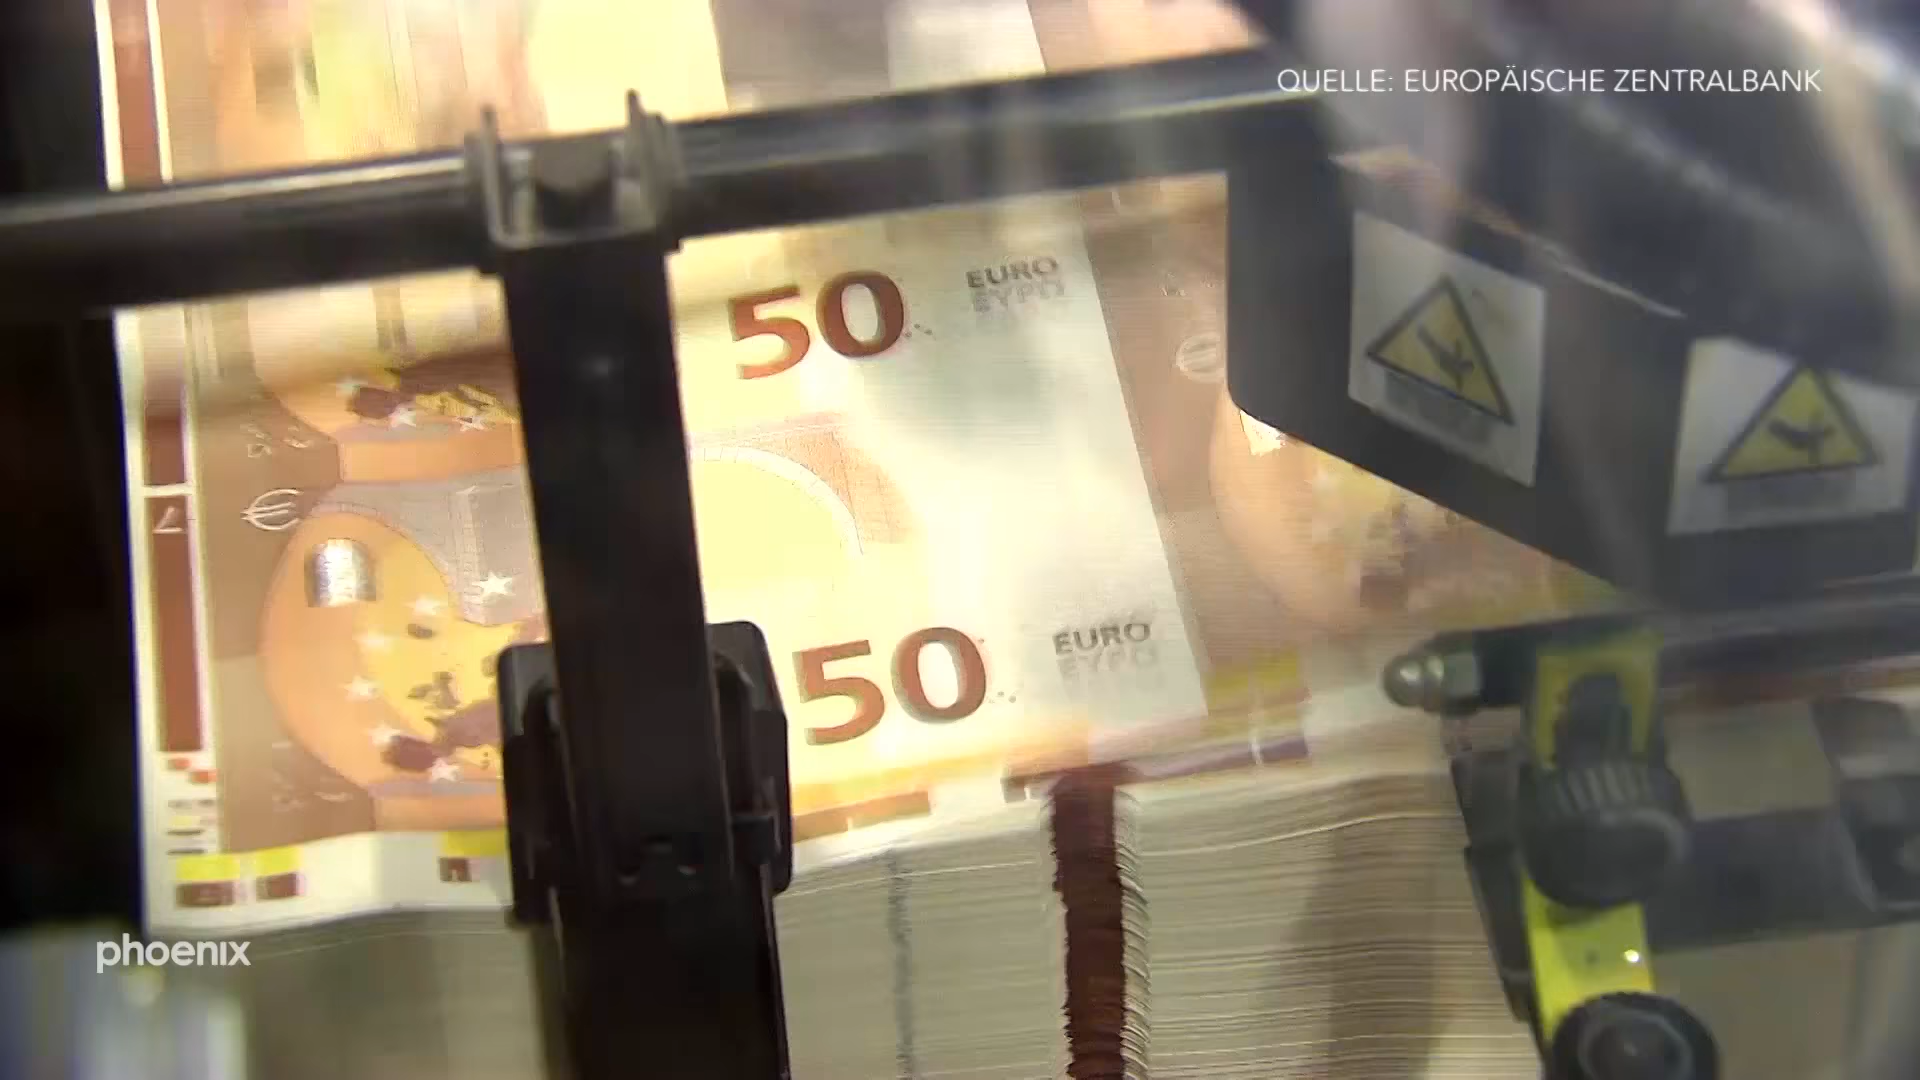 QUELLE: EUROPÄISCHE ZENTRALBANK
50 EURO
ΕΥΡΩ
€
€
50 EURO
ΕΥΡΩ
phoenix